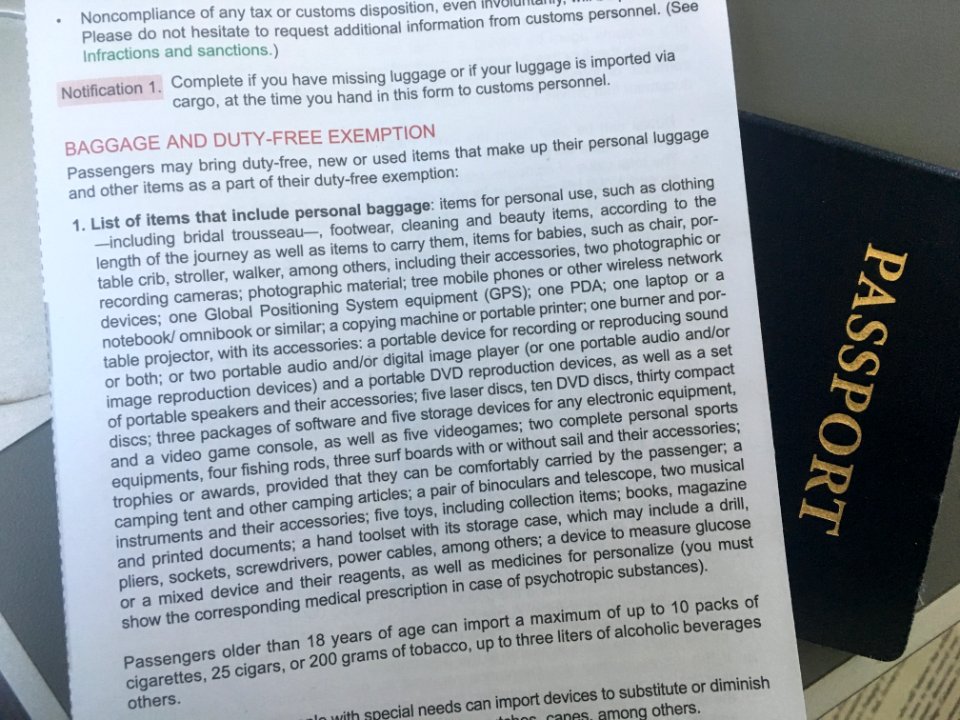 • Noncompliance of any tax or customs disposition, even involuntary,
Please do not hesitate to request additional information from customs personnel. (See
Infractions and sanctions.)
Notification 1. Complete if you have missing luggage or if your luggage is imported via
cargo, at the time you hand in this form to customs personnel.
BAGGAGE AND DUTY-FREE EXEMPTION
Passengers may bring duty-free, new or used items that make up their personal luggage
and other items as a part of their duty-free exemption:
1. List of items that include personal baggage: items for personal use, such as clothing
—including bridal trousseau—, footwear, cleaning and beauty items, according to the
length of the journey as well as items to carry them, items for babies, such as chair, por-
table crib, stroller, walker, among others, including their accessories, two photographic or
recording cameras; photographic material; tree mobile phones or other wireless network
devices; one Global Positioning System equipment (GPS); one PDA; one laptop or a
notebook/ omnibook or similar; a copying machine or portable printer; one burner and por-
table projector, with its accessories: a portable device for recording or reproducing sound
or both; or two portable audio and/or digital image player (or one portable audio and/or
image reproduction devices) and a portable DVD reproduction devices, as well as a set
of portable speakers and their accessories; five laser discs, ten DVD discs, thirty compact
discs; three packages of software and five storage devices for any electronic equipment,
and a video game console, as well as five videogames; two complete personal sports
equipments, four fishing rods, three surf boards with or without sail and their accessories;
trophies or awards, provided that they can be comfortably carried by the passenger; a
camping tent and other camping articles; a pair of binoculars and telescope, two musical
instruments and their accessories; five toys, including collection items; books, magazine
and printed documents; a hand toolset with its storage case, which may include a drill,
pliers, sockets, screwdrivers, power cables, among others; a device to measure glucose
or a mixed device and their reagents, as well as medicines for personalize (you must
show the corresponding medical prescription in case of psychotropic substances).
Passengers older than 18 years of age can import a maximum of up to 10 packs of
cigarettes, 25 cigars, or 200 grams of tobacco, up to three liters of alcoholic beverages
others.
with special needs can import devices to substitute or diminish
canes, among others.
PASSPORT